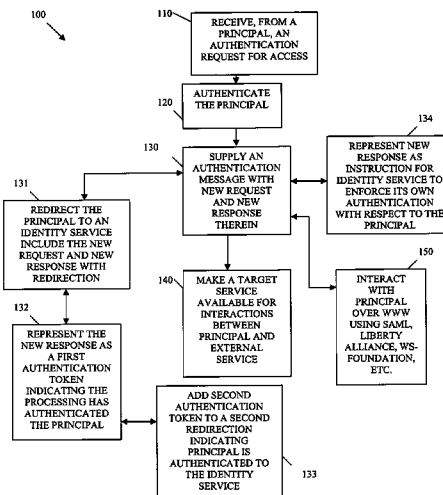 100
110
RECEIVE, FROM A
PRINCIPAL, AN
AUTHENTICATION
REQUEST FOR ACCESS
120
AUTHENTICATE
THE PRINCIPAL
130
SUPPLY AN
AUTHENTICATION
MESSAGE WITH
NEW REQUEST
AND NEW
RESPONSE
THEREIN
134
REPRESENT NEW
RESPONSE AS
INSTRUCTION FOR
IDENTITY SERVICE TO
ENFORCE ITS OWN
AUTHENTICATION
WITH RESPECT TO THE
PRINCIPAL
131
REDIRECT THE
PRINCIPAL TO AN
IDENTITY SERVICE
INCLUDE THE NEW
REQUEST AND NEW
RESPONSE WITH
REDIRECTION
140
MAKE A TARGET
SERVICE
AVAILABLE FOR
INTERACTIONS
BETWEEN
PRINCIPAL AND
EXTERNAL
SERVICE
150
INTERACT
WITH
PRINCIPAL
OVER WWW
USING SAML,
LIBERTY
ALLIANCE, WS-
FOUNDATION,
ETC.
132
REPRESENT THE
NEW RESPONSE AS
A FIRST
AUTHENTICATION
TOKEN
INDICATING THE
PROCESSING HAS
AUTHENTICATED
THE PRINCIPAL
ADD SECOND
AUTHENTICATION
TOKEN TO A SECOND
REDIRECTION
INDICATING
PRINCIPAL IS
AUTHENTICATED TO
THE IDENTITY
SERVICE
133